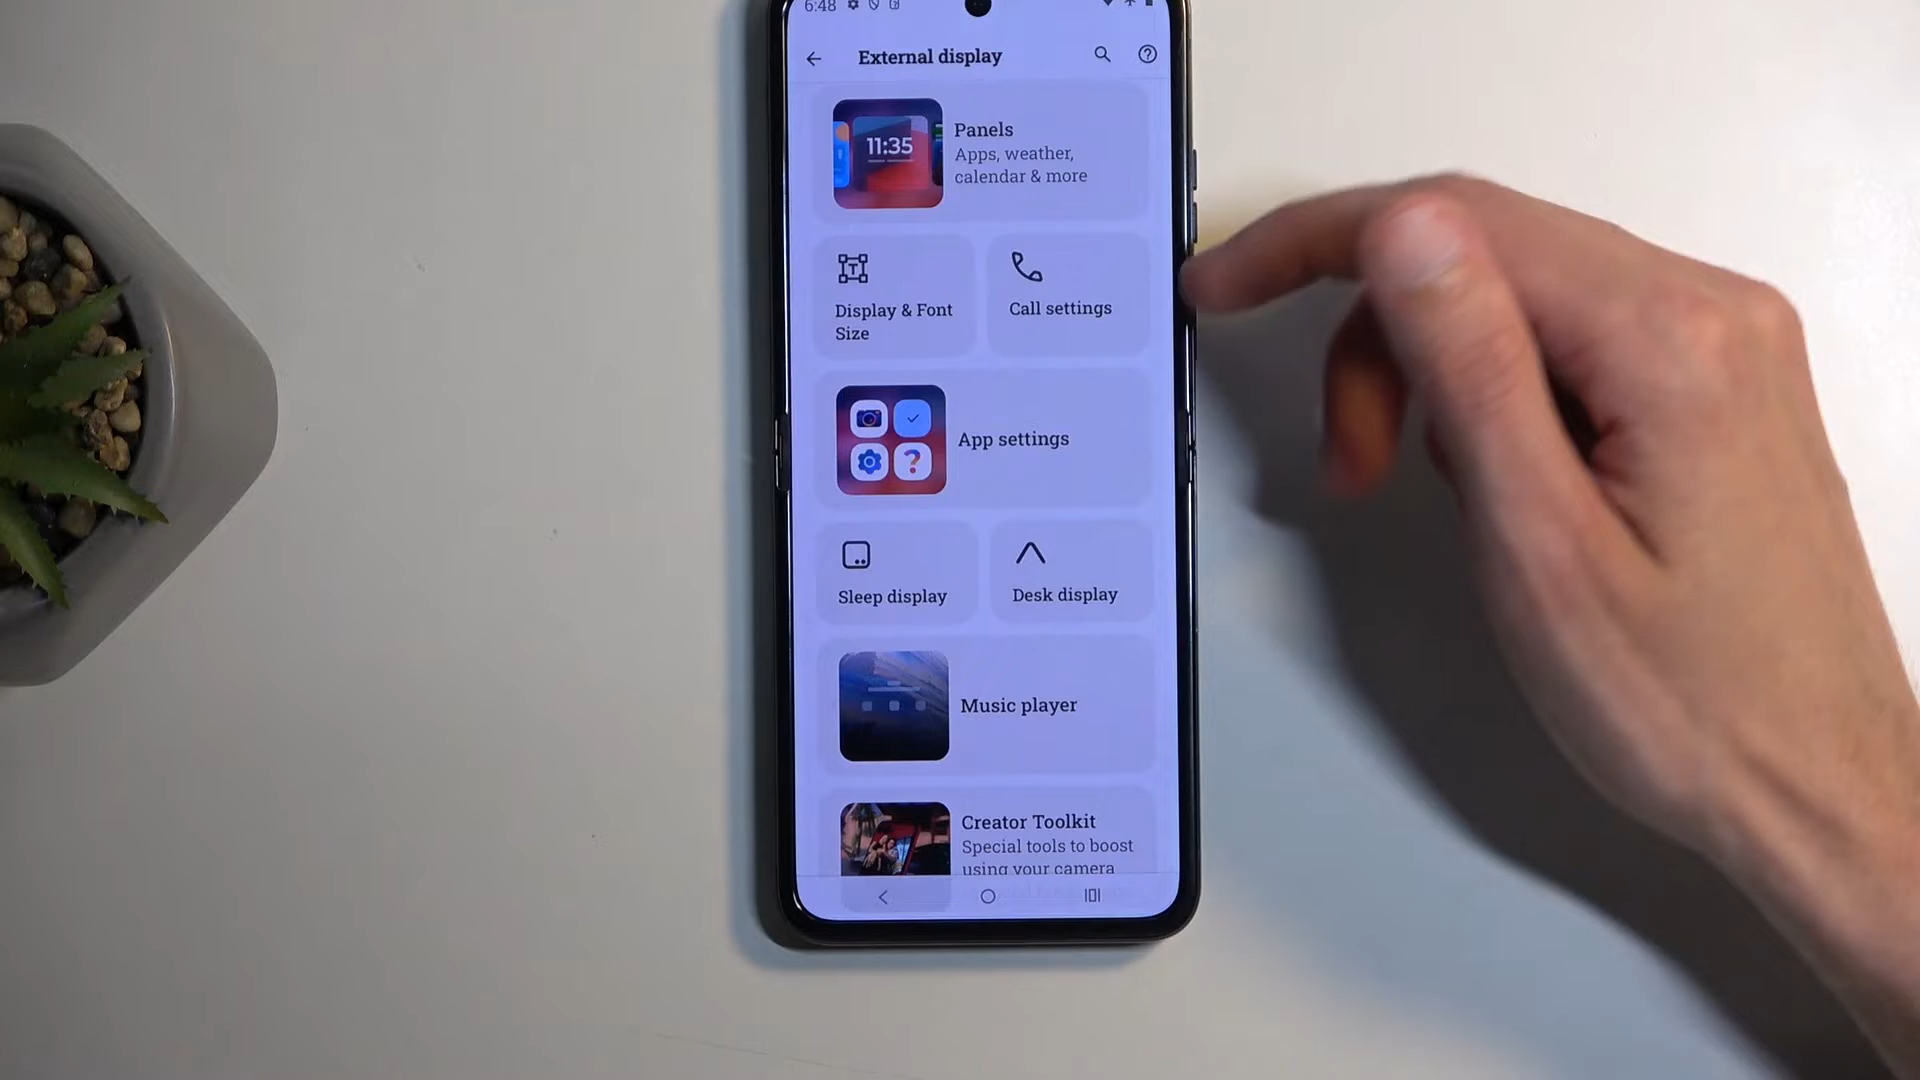 6:48
External display
11:35
Panels
Apps, weather,
calendar & more
Display & Font
Size
Call settings
App settings
Sleep display
Desk display
Music player
Creator Toolkit
Special tools to boost
using your camera